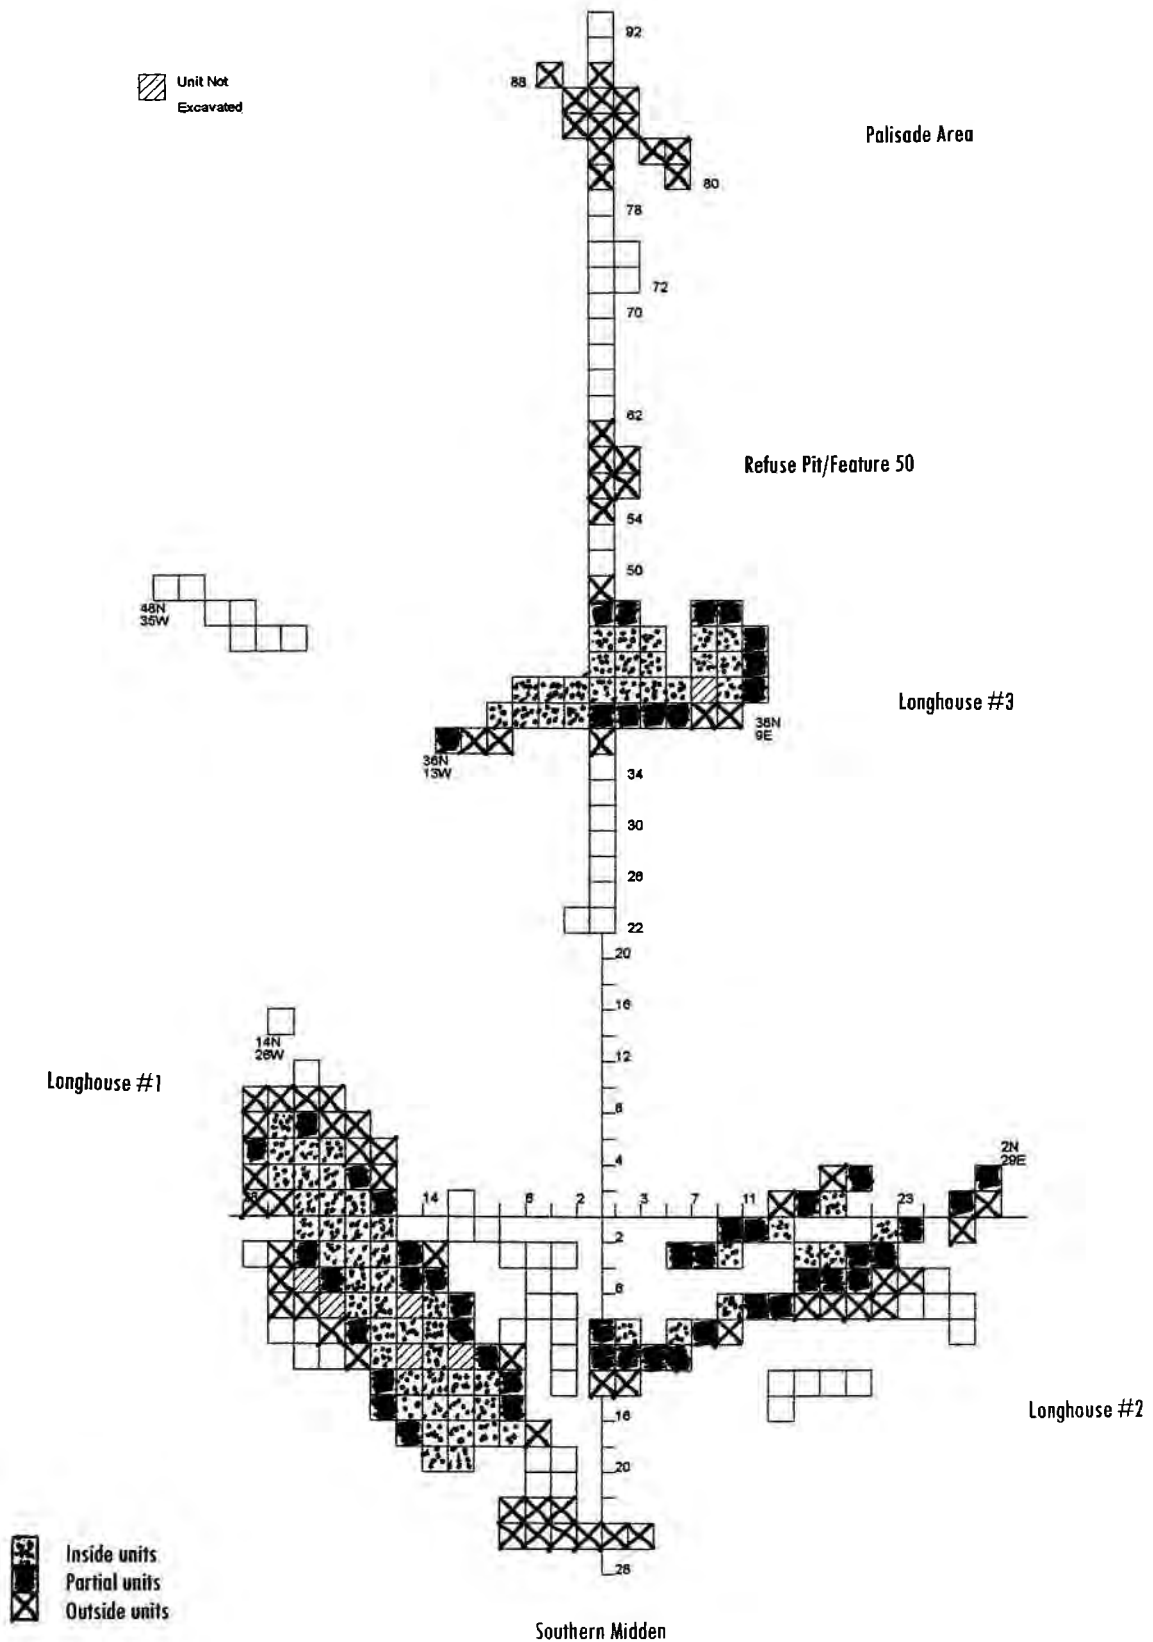 92
Unit Not
88
Excavated
Palisade Area
80
78
72
70
62
Refuse Pit/Feature 50
54
50
48N
35W
Longhouse #3
38N
9E
36N
13W
34
30
26
22
20
16
14N
26W
12
Longhouse #1
8
4
2N
29E
14 6 2 3 7 11 23
2
6
16
Longhouse #2
20
Inside units
Partial units
Outside units
26
Southern Midden